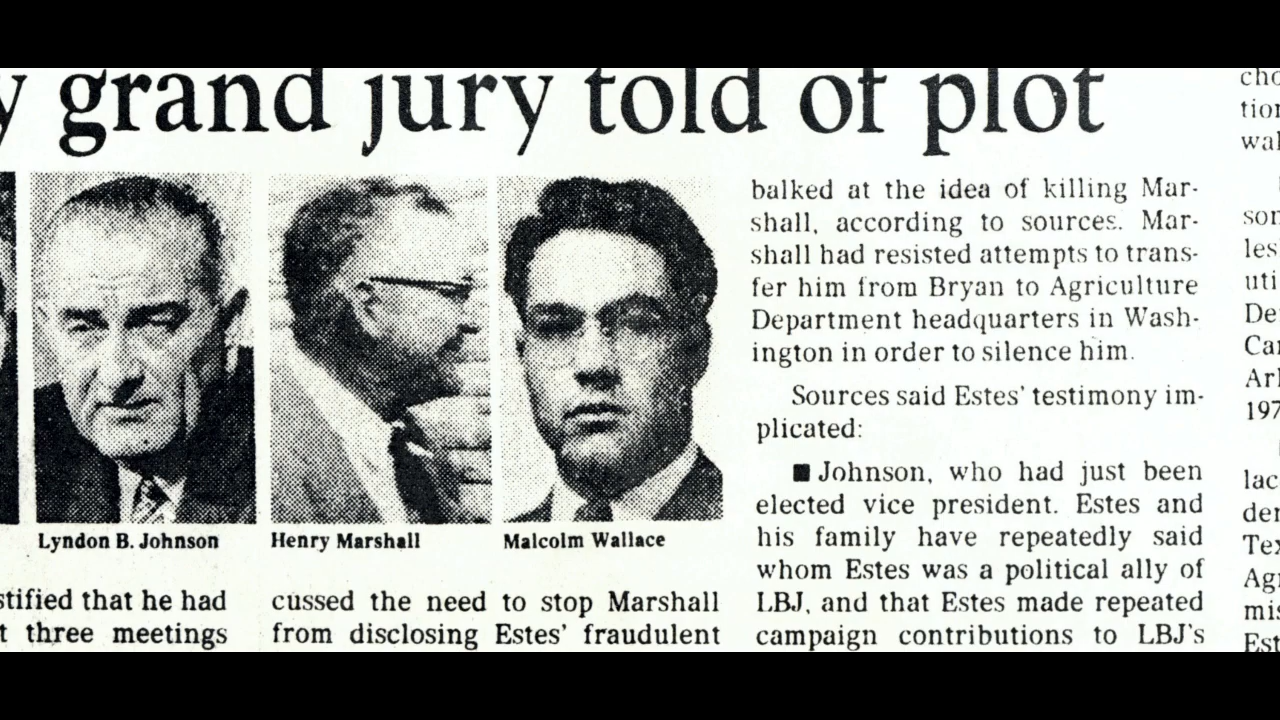 grand jury told of plot
Lyndon B. Johnson
Henry Marshall
Malcolm Wallace
stified that he had
three meetings
cussed the need to stop Marshall
from disclosing Estes' fraudulent
balked at the idea of killing Mar-
shall, according to sources. Mar-
shall had resisted attempts to trans-
fer him from Bryan to Agriculture
Department headquarters in Wash-
ington in order to silence him.
Sources said Estes' testimony im-
plicated:
■ Johnson, who had just been
elected vice president. Estes and
his family have repeatedly said
whom Estes was a political ally of
LBJ, and that Estes made repeated
campaign contributions to LBJ's